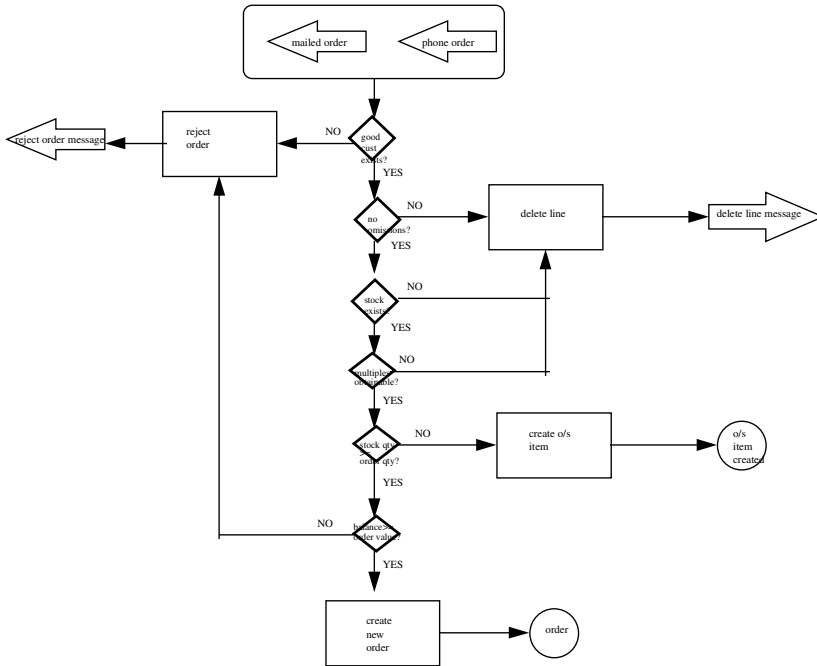 mailed order
phone order
reject order message
reject
order
NO
good
cust
exists?
YES
no
omissions?
NO
delete line
delete line message
YES
stock
exists?
NO
YES
multiples
obtainable?
NO
YES
stock qty
>=
order qty?
NO
create o/s
item
o/s
item
created
YES
balance>=
order value?
NO
YES
create
new
order
order